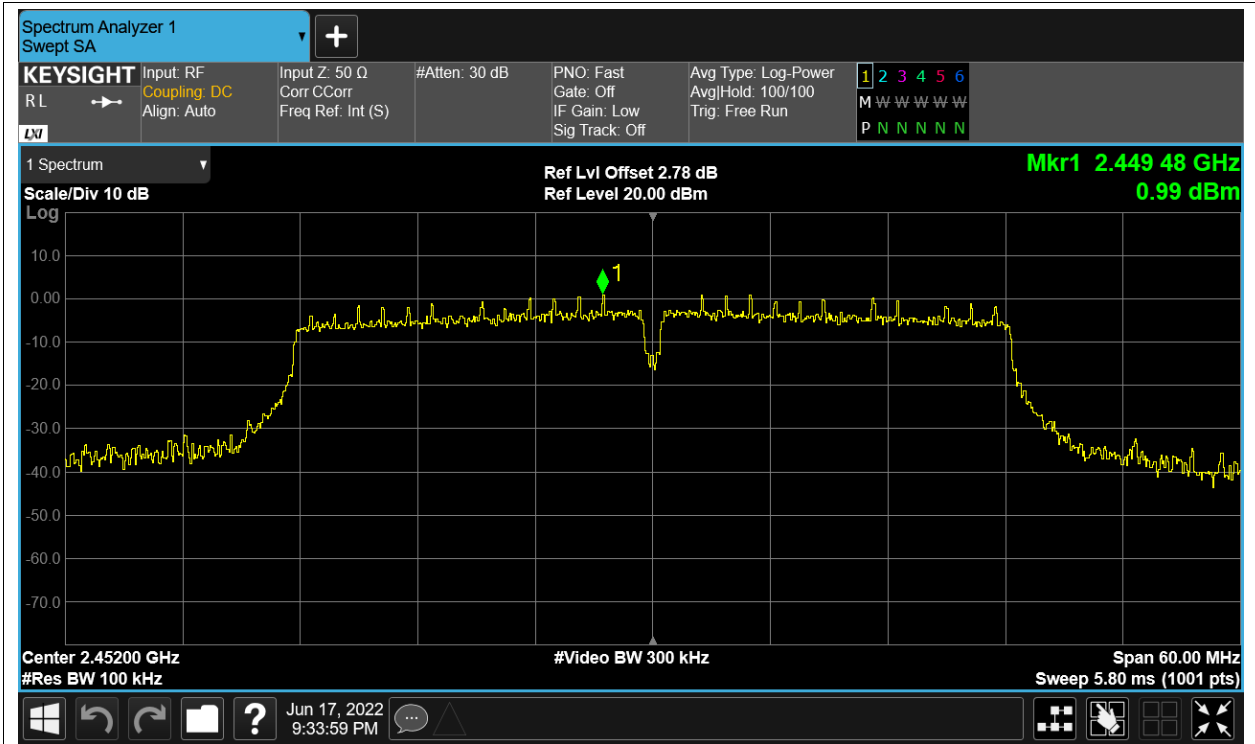 Spectrum Analyzer 1
Swept SA
KEYSIGHT
RL
LXI
Input: RF
Coupling: DC
Align: Auto
Input Z: 50 Ω
Corr CCorr
Freq Ref: Int (S)
#Atten: 30 dB
PNO: Fast
Gate: Off
IF Gain: Low
Sig Track: Off
Avg Type: Log-Power
Avg|Hold: 100/100
Trig: Free Run
1 2 3 4 5 6
M W W W W W
P N N N N N
1 Spectrum
Scale/Div 10 dB
Log
Ref Lvl Offset 2.78 dB
Ref Level 20.00 dBm
Mkr1 2.449 48 GHz
0.99 dBm
1
10.0
0.00
-10.0
-20.0
-30.0
-40.0
-50.0
-60.0
-70.0
Center 2.45200 GHz
#Res BW 100 kHz
#Video BW 300 kHz
Span 60.00 MHz
Sweep 5.80 ms (1001 pts)
?
Jun 17, 2022
9:33:59 PM